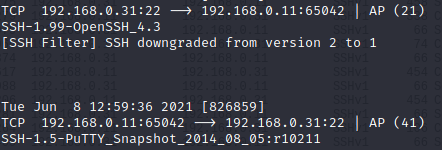 TCP 192.168.0.31:22 --> 192.168.0.11:65042 | AP (21)
SSH-1.99-OpenSSH_4.3
[SSH Filter] SSH downgraded from version 2 to 1
Tue Jun 8 12:59:36 2021 [826859]
TCP 192.168.0.11:65042 --> 192.168.0.31:22 | AP (41)
SSH-1.5-PuTTY_Snapshot_2014_08_05:r10211